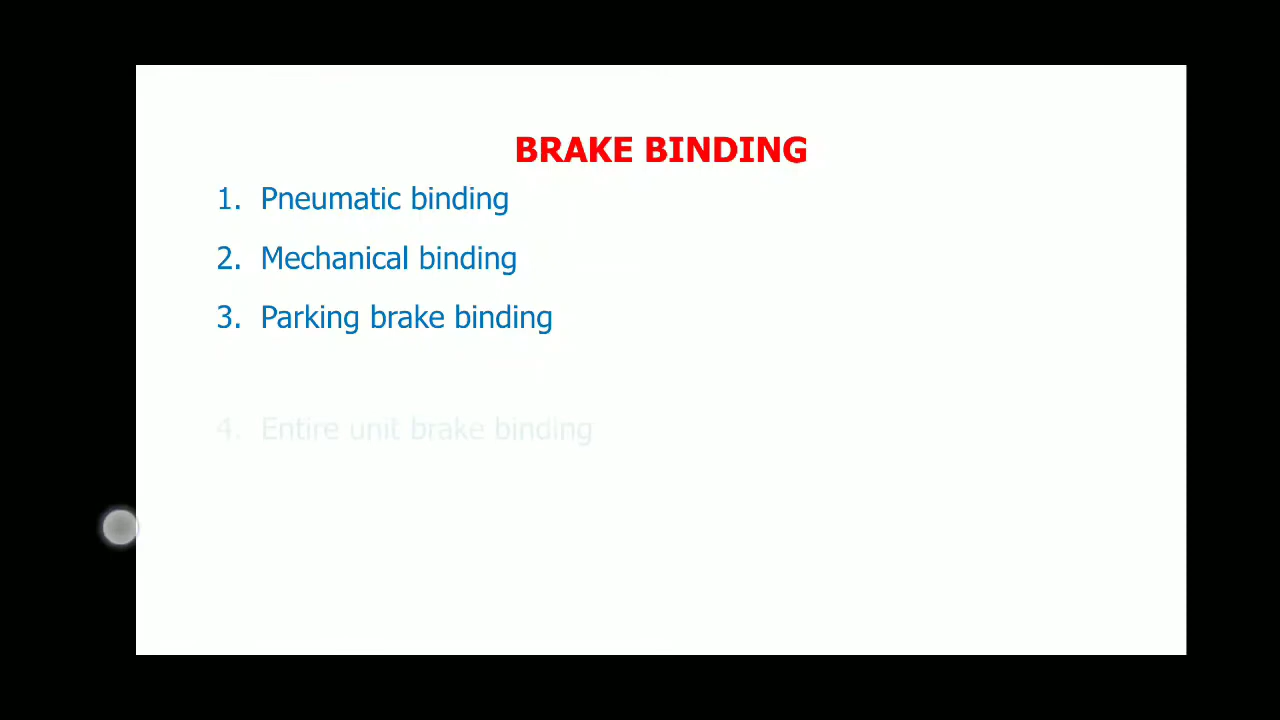 BRAKE BINDING
1. Pneumatic binding
2. Mechanical binding
3. Parking brake binding
4. Entire unit brake binding